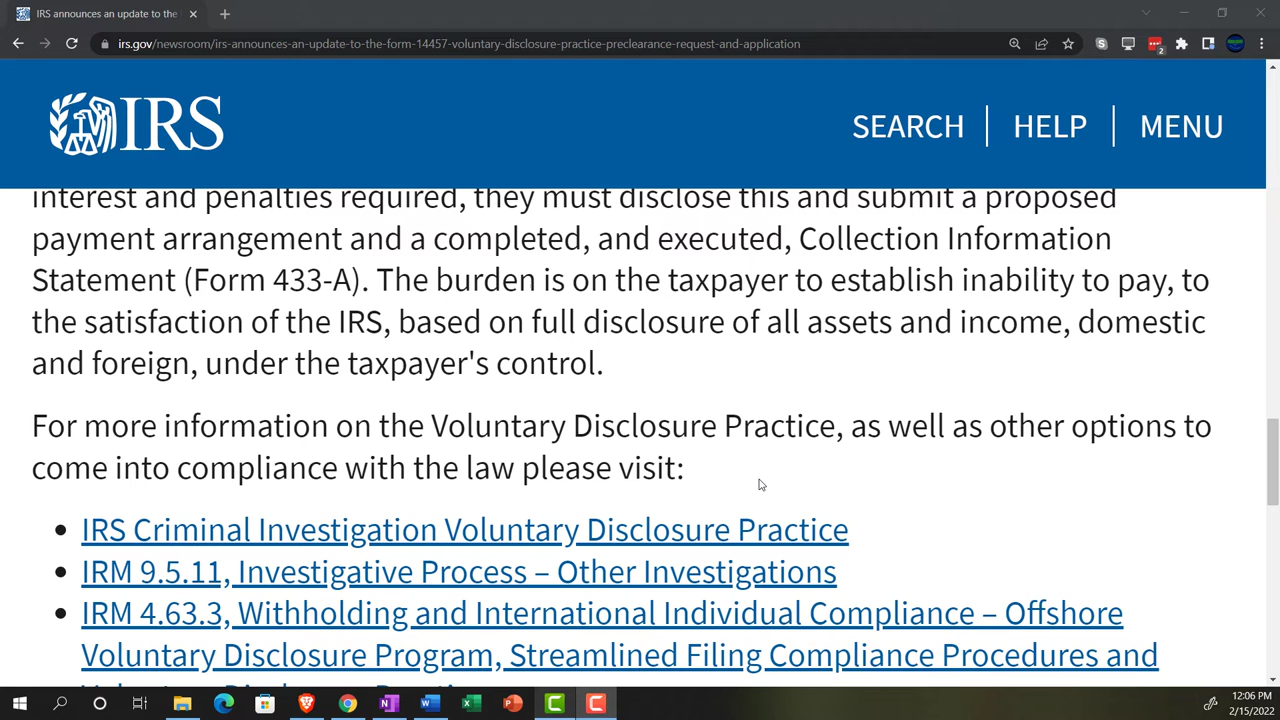 IRS announces an update to the
irs.gov/newsroom/irs-announces-an-update-to-the-form-14457-voluntary-disclosure-practice-preclearance-request-and-application
2
IRS
SEARCH
HELP
MENU
interest and penalties required, they must disclose this and submit a proposed
payment arrangement and a completed, and executed, Collection Information
Statement (Form 433-A). The burden is on the taxpayer to establish inability to pay, to
the satisfaction of the IRS, based on full disclosure of all assets and income, domestic
and foreign, under the taxpayer's control.
For more information on the Voluntary Disclosure Practice, as well as other options to
come into compliance with the law please visit:
IRS Criminal Investigation Voluntary Disclosure Practice
IRM 9.5.11, Investigative Process – Other Investigations
IRM 4.63.3, Withholding and International Individual Compliance – Offshore
Voluntary Disclosure Program, Streamlined Filing Compliance Procedures and
12:06 PM
2/15/2022